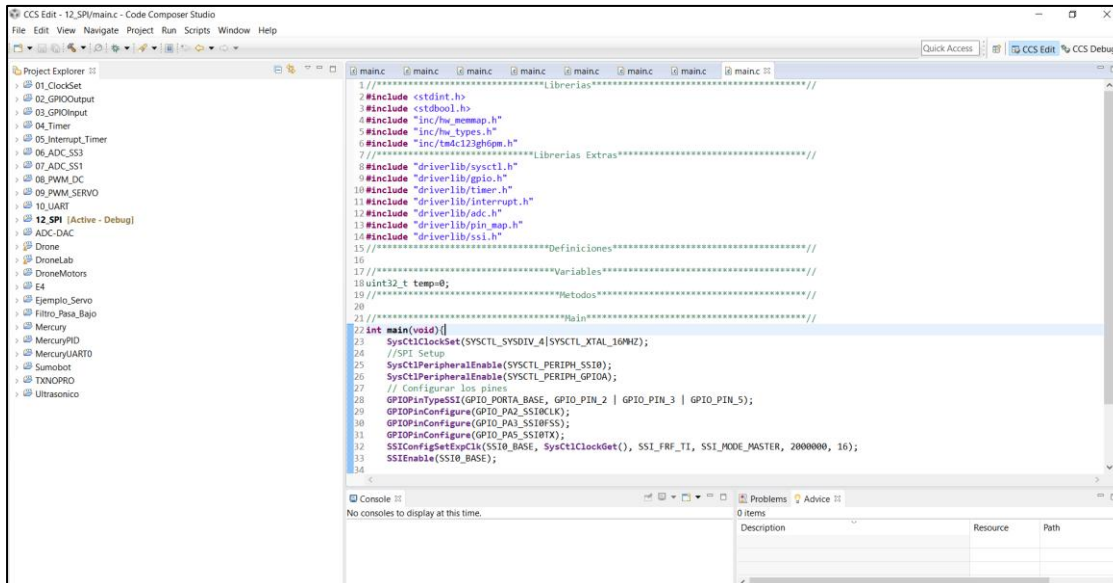 CCS Edit - 12_SPI/main.c - Code Composer Studio
File Edit View Navigate Project Run Scripts Window Help
Quick Access CCS Edit CCS Debug
Project Explorer
01_ClockSet
02_GPIOOutput
03_GPIOInput
04_Timer
05_Interrupt_Timer
06_ADC_SS3
07_ADC_SS1
08_PWM_DC
09_PWM_SERVO
10_UART
12_SPI [Active - Debug]
ADC-DAC
Drone
DroneLab
DroneMotors
E4
Ejemplo_Servo
Filtro_Pasa_Bajo
Mercury
MercuryPID
MercuryUART0
Sumobot
TXNOPRO
Ultrasonico
main.c main.c main.c main.c main.c main.c main.c main.c
1 //*********************************Librerias******************************************//
2 #include <stdint.h>
3 #include <stdbool.h>
4 #include "inc/hw_memmap.h"
5 #include "inc/hw_types.h"
6 #include "inc/tm4c123gh6pm.h"
7 //*******************************Librerias Extras*************************************//
8 #include "driverlib/sysctl.h"
9 #include "driverlib/gpio.h"
10 #include "driverlib/timer.h"
11 #include "driverlib/interrupt.h"
12 #include "driverlib/adc.h"
13 #include "driverlib/pin_map.h"
14 #include "driverlib/ssi.h"
15 //**********************************Definiciones**************************************//
16
17 //***********************************Variables****************************************//
18 uint32_t temp=0;
19 //************************************Metodos*****************************************//
20
21 //*************************************Main*******************************************//
22 int main(void){
23 SysCtlClockSet(SYSCTL_SYSDIV_4|SYSCTL_XTAL_16MHZ);
24 //SPI Setup
25 SysCtlPeripheralEnable(SYSCTL_PERIPH_SSI0);
26 SysCtlPeripheralEnable(SYSCTL_PERIPH_GPIOA);
27 // Configurar los pines
28 GPIOPinTypeSSI(GPIO_PORTA_BASE, GPIO_PIN_2 | GPIO_PIN_3 | GPIO_PIN_5);
29 GPIOPinConfigure(GPIO_PA2_SSI0CLK);
30 GPIOPinConfigure(GPIO_PA3_SSI0FSS);
31 GPIOPinConfigure(GPIO_PA5_SSI0TX);
32 SSIConfigSetExpClk(SSI0_BASE, SysCtlClockGet(), SSI_FRF_TI, SSI_MODE_MASTER, 2000000, 16);
33 SSIEnable(SSI0_BASE);
34
Console
No consoles to display at this time.
Problems Advice
0 items
Description Resource Path